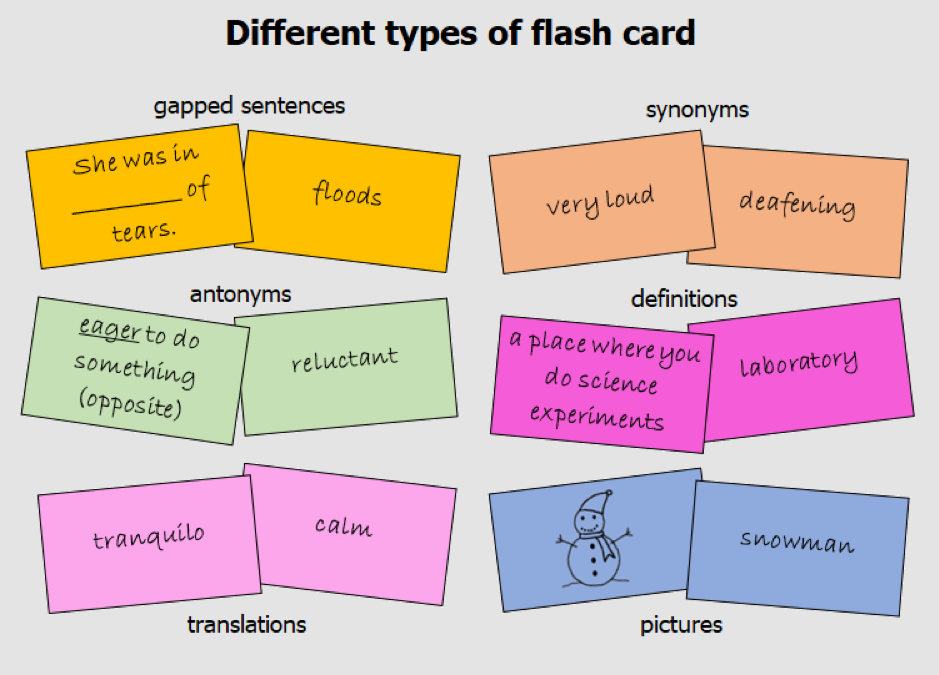 Different types of flash card
gapped sentences
She was in
__________ of
tears.
floods
synonyms
very loud
deafening
antonyms
eager to do
something
(opposite)
reluctant
definitions
a place where you
do science
experiments
laboratory
tranquilo
calm
translations
snowman
pictures